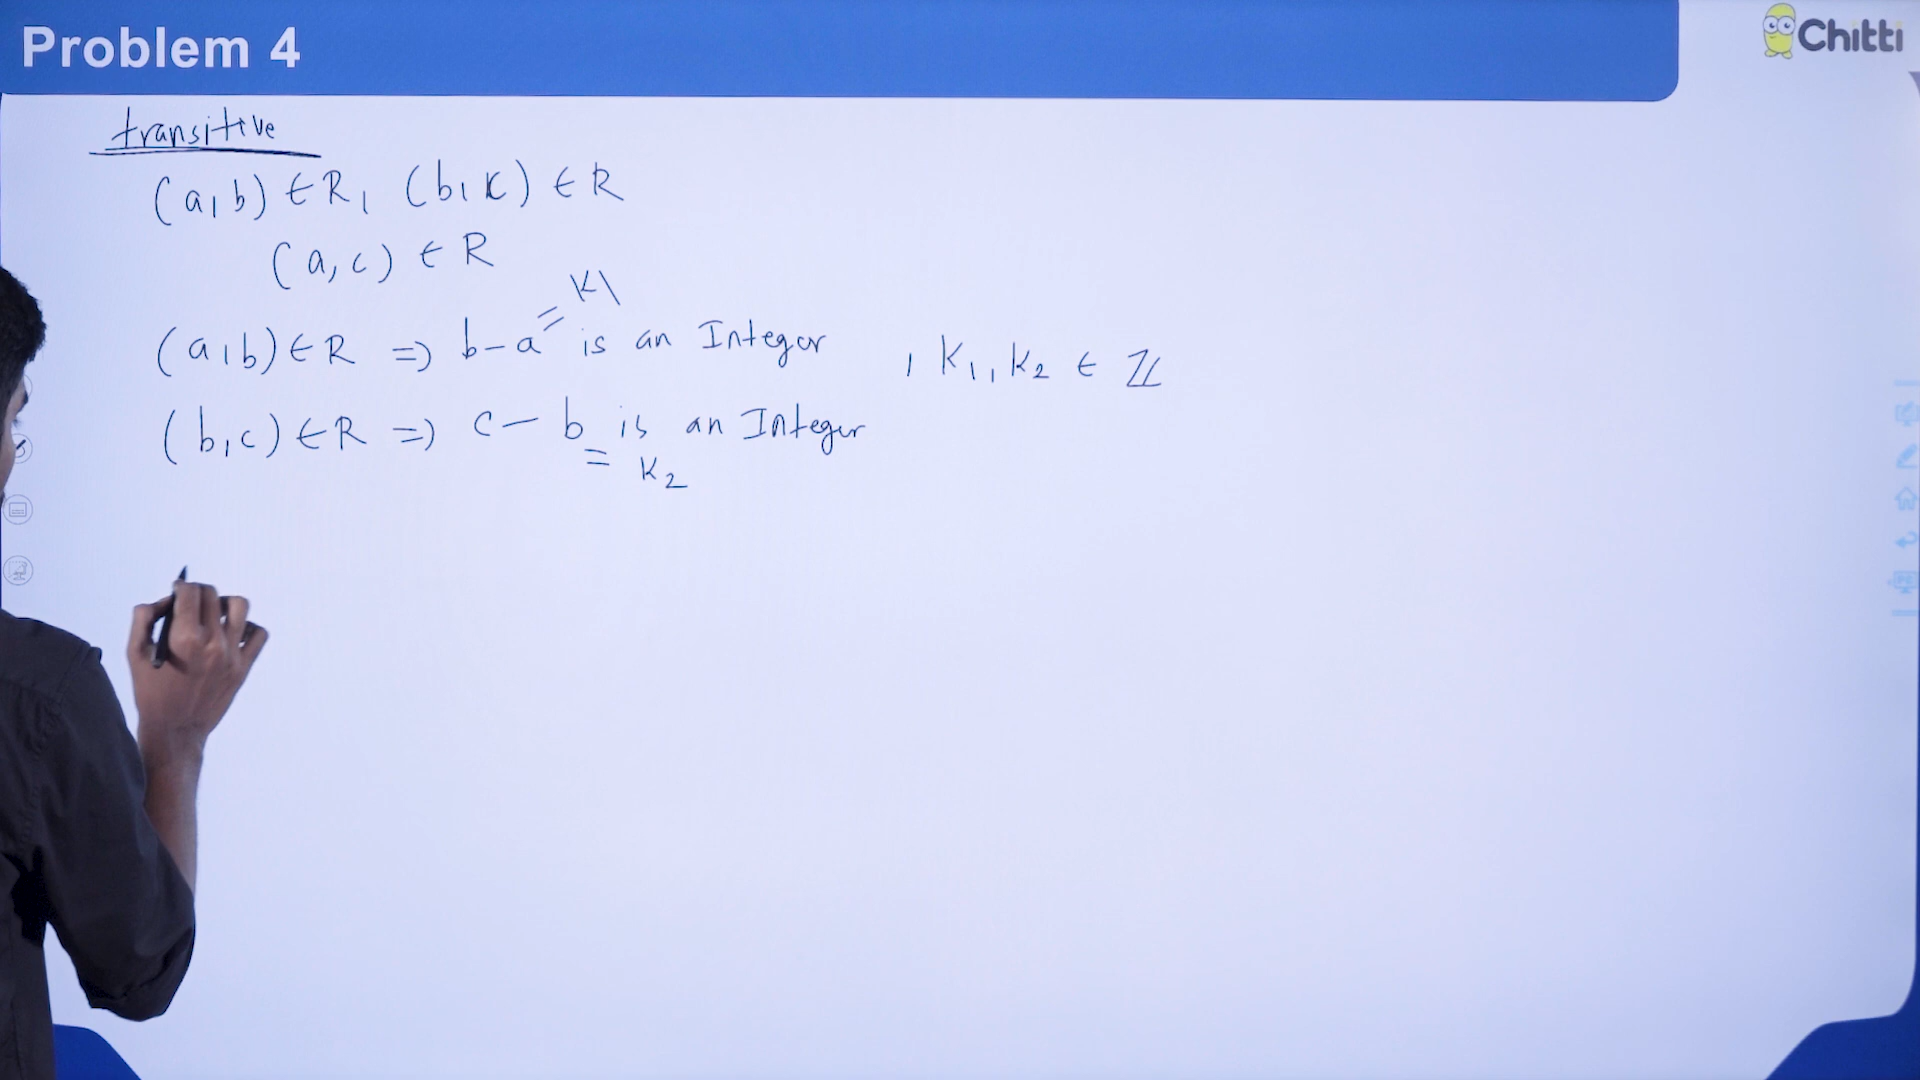 Problem 4
Chitti
transitive
(a,b) ∈ R, (b,c) ∈ R
(a,c) ∈ R
= K1
(a,b) ∈ R => b-a is an Integer , K1, K2 ∈ ℤ
(b,c) ∈ R => c - b is an Integer
= K2